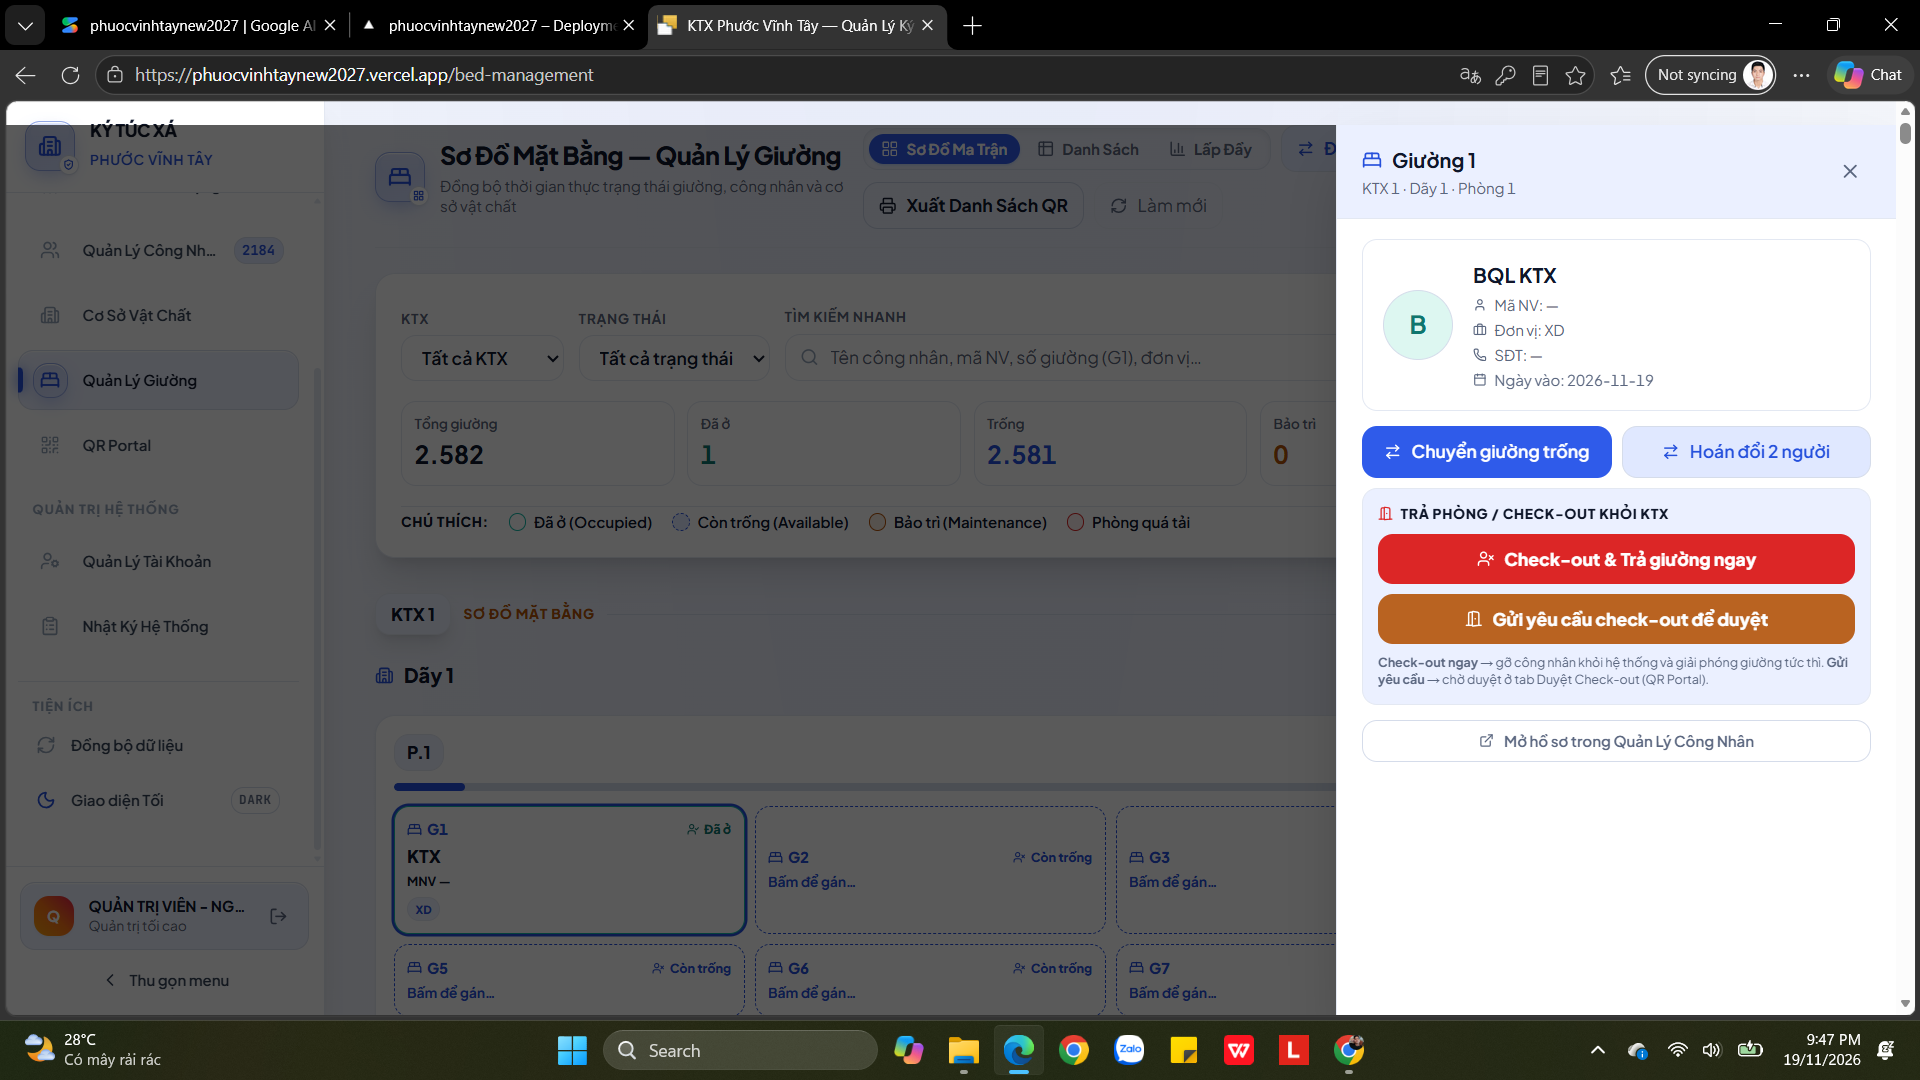 phuocvinhtaynew2027 | Google AI
phuocvinhtaynew2027 – Deployme
KTX Phước Vĩnh Tây — Quản Lý Ký
https://phuocvinhtaynew2027.vercel.app/bed-management
Not syncing
Chat
KÝ TÚC XÁ
PHƯỚC VĨNH TÂY
Quản Lý Công Nh...
2184
Cơ Sở Vật Chất
Quản Lý Giường
QR Portal
QUẢN TRỊ HỆ THỐNG
Quản Lý Tài Khoản
Nhật Ký Hệ Thống
TIỆN ÍCH
Đồng bộ dữ liệu
Giao diện Tối
DARK
Q
QUẢN TRỊ VIÊN - NG...
Quản trị tối cao
Thu gọn menu
Sơ Đồ Mặt Bằng — Quản Lý Giường
Đồng bộ thời gian thực trạng thái giường, công nhân và cơ
sở vật chất
Sơ Đồ Ma Trận
Danh Sách
Lấp Đầy
Xuất Danh Sách QR
Làm mới
KTX
Tất cả KTX
TRẠNG THÁI
Tất cả trạng thái
TÌM KIẾM NHANH
Tên công nhân, mã NV, số giường (G1), đơn vị...
Tổng giường
2.582
Đã ở
1
Trống
2.581
Bảo trì
0
CHÚ THÍCH:
Đã ở (Occupied)
Còn trống (Available)
Bảo trì (Maintenance)
Phòng quá tải
KTX 1
SƠ ĐỒ MẶT BẰNG
Dãy 1
P.1
G1
Đã ở
KTX
MNV —
XD
G2
Còn trống
Bấm để gán...
G3
Bấm để gán...
G5
Còn trống
Bấm để gán...
G6
Còn trống
Bấm để gán...
G7
Bấm để gán...
Giường 1
KTX 1 · Dãy 1 · Phòng 1
B
BQL KTX
Mã NV: —
Đơn vị: XD
SĐT: —
Ngày vào: 2026-11-19
Chuyển giường trống
Hoán đổi 2 người
TRẢ PHÒNG / CHECK-OUT KHỎI KTX
Check-out & Trả giường ngay
Gửi yêu cầu check-out để duyệt
Check-out ngay → gỡ công nhân khỏi hệ thống và giải phóng giường tức thì. Gửi
yêu cầu → chờ duyệt ở tab Duyệt Check-out (QR Portal).
Mở hồ sơ trong Quản Lý Công Nhân
28°C
Có mây rải rác
Search
Zalo
9:47 PM
19/11/2026